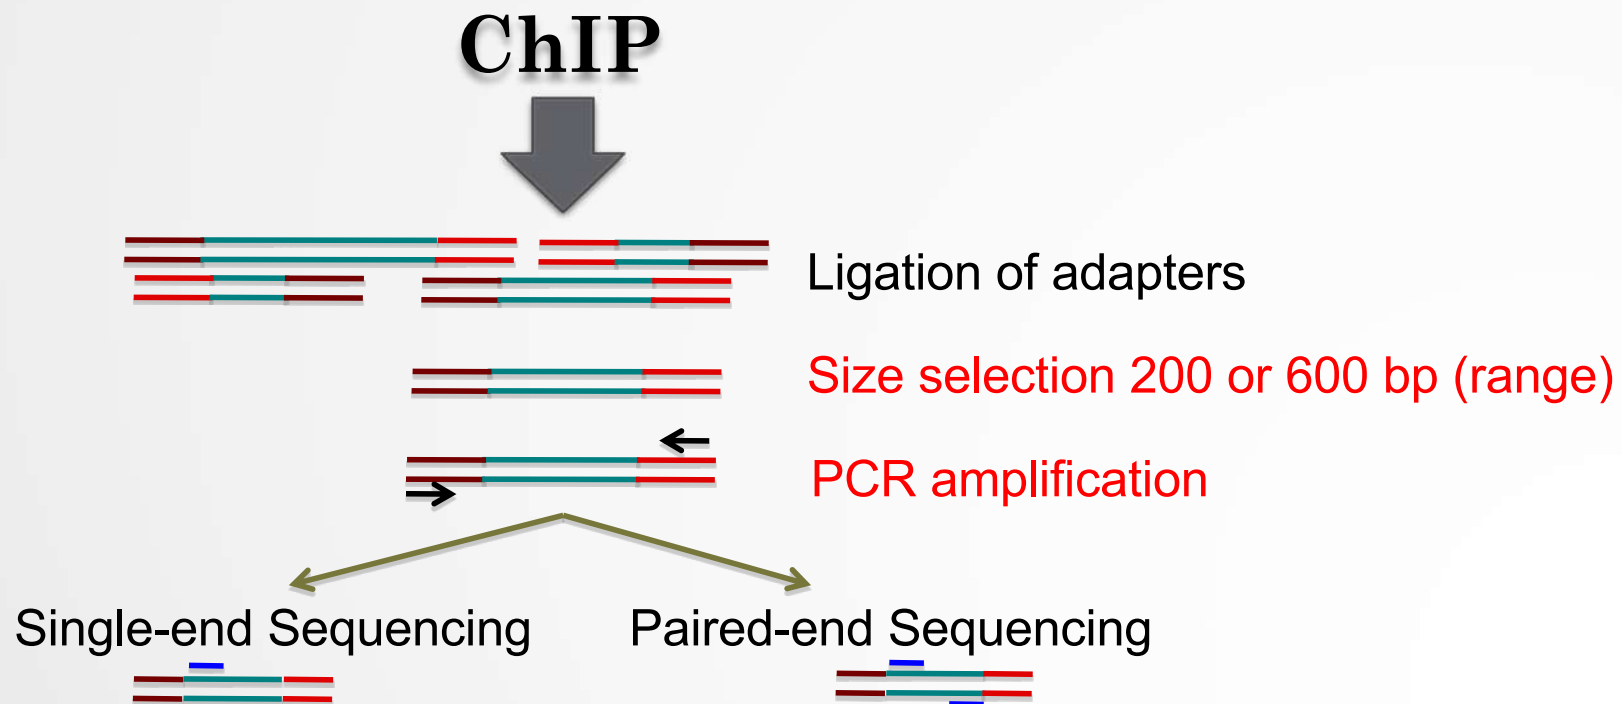 ChIP
Ligation of adapters
Size selection 200 or 600 bp (range)
PCR amplification
Single-end Sequencing
Paired-end Sequencing